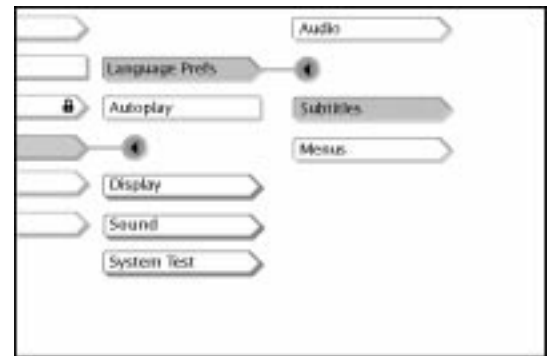 Audio
Language Prefs
Autoplay
Subtitles
Menus
Display
Sound
System Test